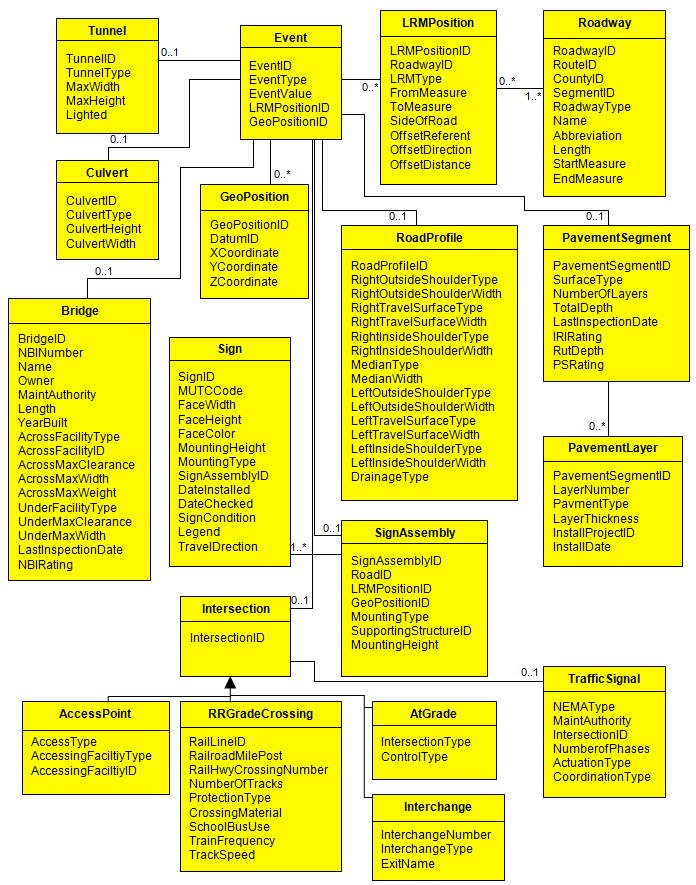 Tunnel
TunnelID
TunnelType
MaxWidth
MaxHeight
Lighted
0..1
Event
EventID
EventType
EventValue
LRMPositionID
GeoPositionID
0..*
LRMPosition
LRMPositionID
RoadwayID
LRMType
FromMeasure
ToMeasure
SideOfRoad
OffsetReferent
OffsetDirection
OffsetDistance
0..*
1..*
Roadway
RoadwayID
RouteID
CountyID
SegmentID
RoadwayType
Name
Abbreviation
Length
StartMeasure
EndMeasure
0..1
Culvert
CulvertID
CulvertType
CulvertHeight
CulvertWidth
0..*
GeoPosition
GeoPositionID
DatumID
XCoordinate
YCoordinate
ZCoordinate
0..1
RoadProfile
RoadProfileID
RightOutsideShoulderType
RightOutsideShoulderWidth
RightTravelSurfaceType
RightTravelSurfaceWidth
RightInsideShoulderType
RightInsideShoulderWidth
MedianType
MedianWidth
LeftOutsideShoulderType
LeftOutsideShoulderWidth
LeftTravelSurfaceType
LeftTravelSurfaceWidth
LeftInsideShoulderType
LeftInsideShoulderWidth
DrainageType
0..1
PavementSegment
PavementSegmentID
SurfaceType
NumberOfLayers
TotalDepth
LastInspectionDate
IRIRating
RutDepth
PSRating
0..1
Bridge
BridgeID
NBINumber
Name
Owner
MaintAuthority
Length
YearBuilt
AcrossFacilityType
AcrossFacilityID
AcrossMaxClearance
AcrossMaxWidth
AcrossMaxWeight
UnderFacilityType
UnderMaxClearance
UnderMaxWidth
LastInspectionDate
NBIRating
Sign
SignID
MUTCCode
FaceWidth
FaceHeight
FaceColor
MountingHeight
MountingType
SignAssemblyID
DateInstalled
DateChecked
SignCondition
Legend
TravelDirection
1..*
0..*
PavementLayer
PavementSegmentID
LayerNumber
PavmentType
LayerThickness
InstallProjectID
InstallDate
0..1
SignAssembly
SignAssemblyID
RoadID
LRMPositionID
GeoPositionID
MountingType
SupportingStructureID
MountingHeight
0..1
Intersection
IntersectionID
0..1
TrafficSignal
NEMAType
MaintAuthority
IntersectionID
NumberofPhases
ActuationType
CoordinationType
AccessPoint
AccessType
AccessingFaciltiyType
AccessingFaciltiyID
RRGradeCrossing
RailLineID
RailroadMilePost
RailHwyCrossingNumber
NumberOfTracks
ProtectionType
CrossingMaterial
SchoolBusUse
TrainFrequency
TrackSpeed
AtGrade
IntersectionType
ControlType
Interchange
InterchangeNumber
InterchangeType
ExitName